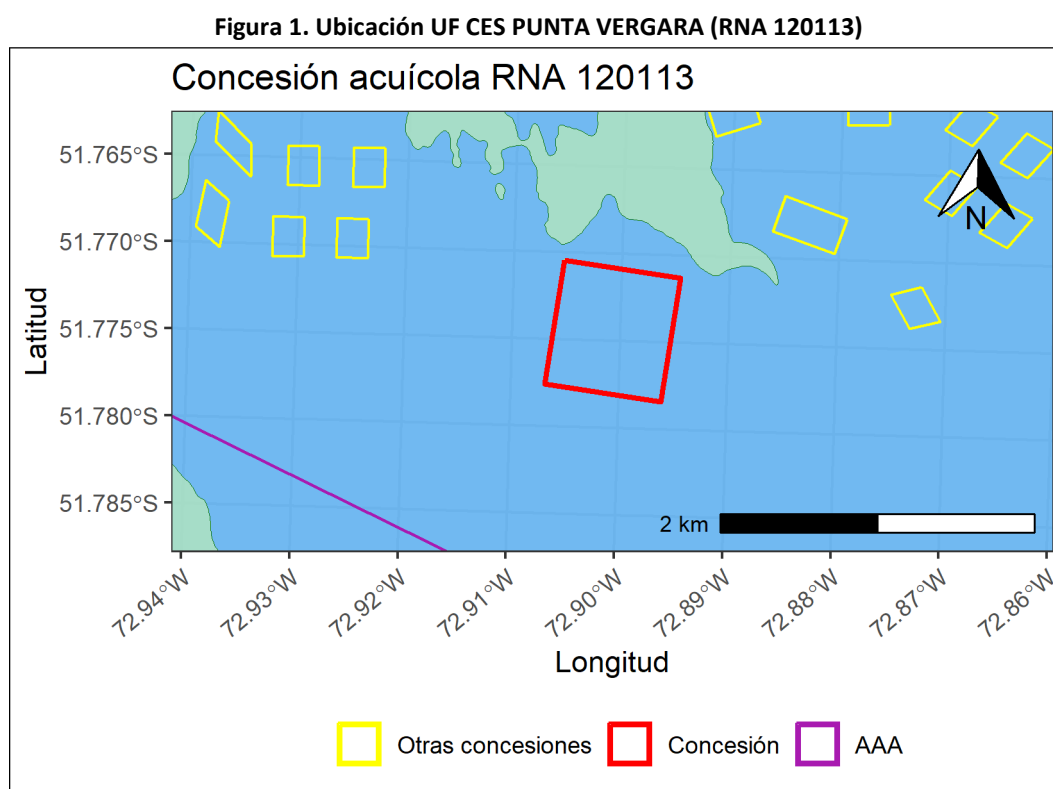 Figura 1. Ubicación UF CES PUNTA VERGARA (RNA 120113)
Concesión acuícola RNA 120113
51.765°S
51.770°S
51.775°S
51.780°S
51.785°S
Latitud
N
2 km
72.94°W
72.93°W
72.92°W
72.91°W
72.90°W
72.89°W
72.88°W
72.87°W
72.86°W
Longitud
Otras concesiones
Concesión
AAA